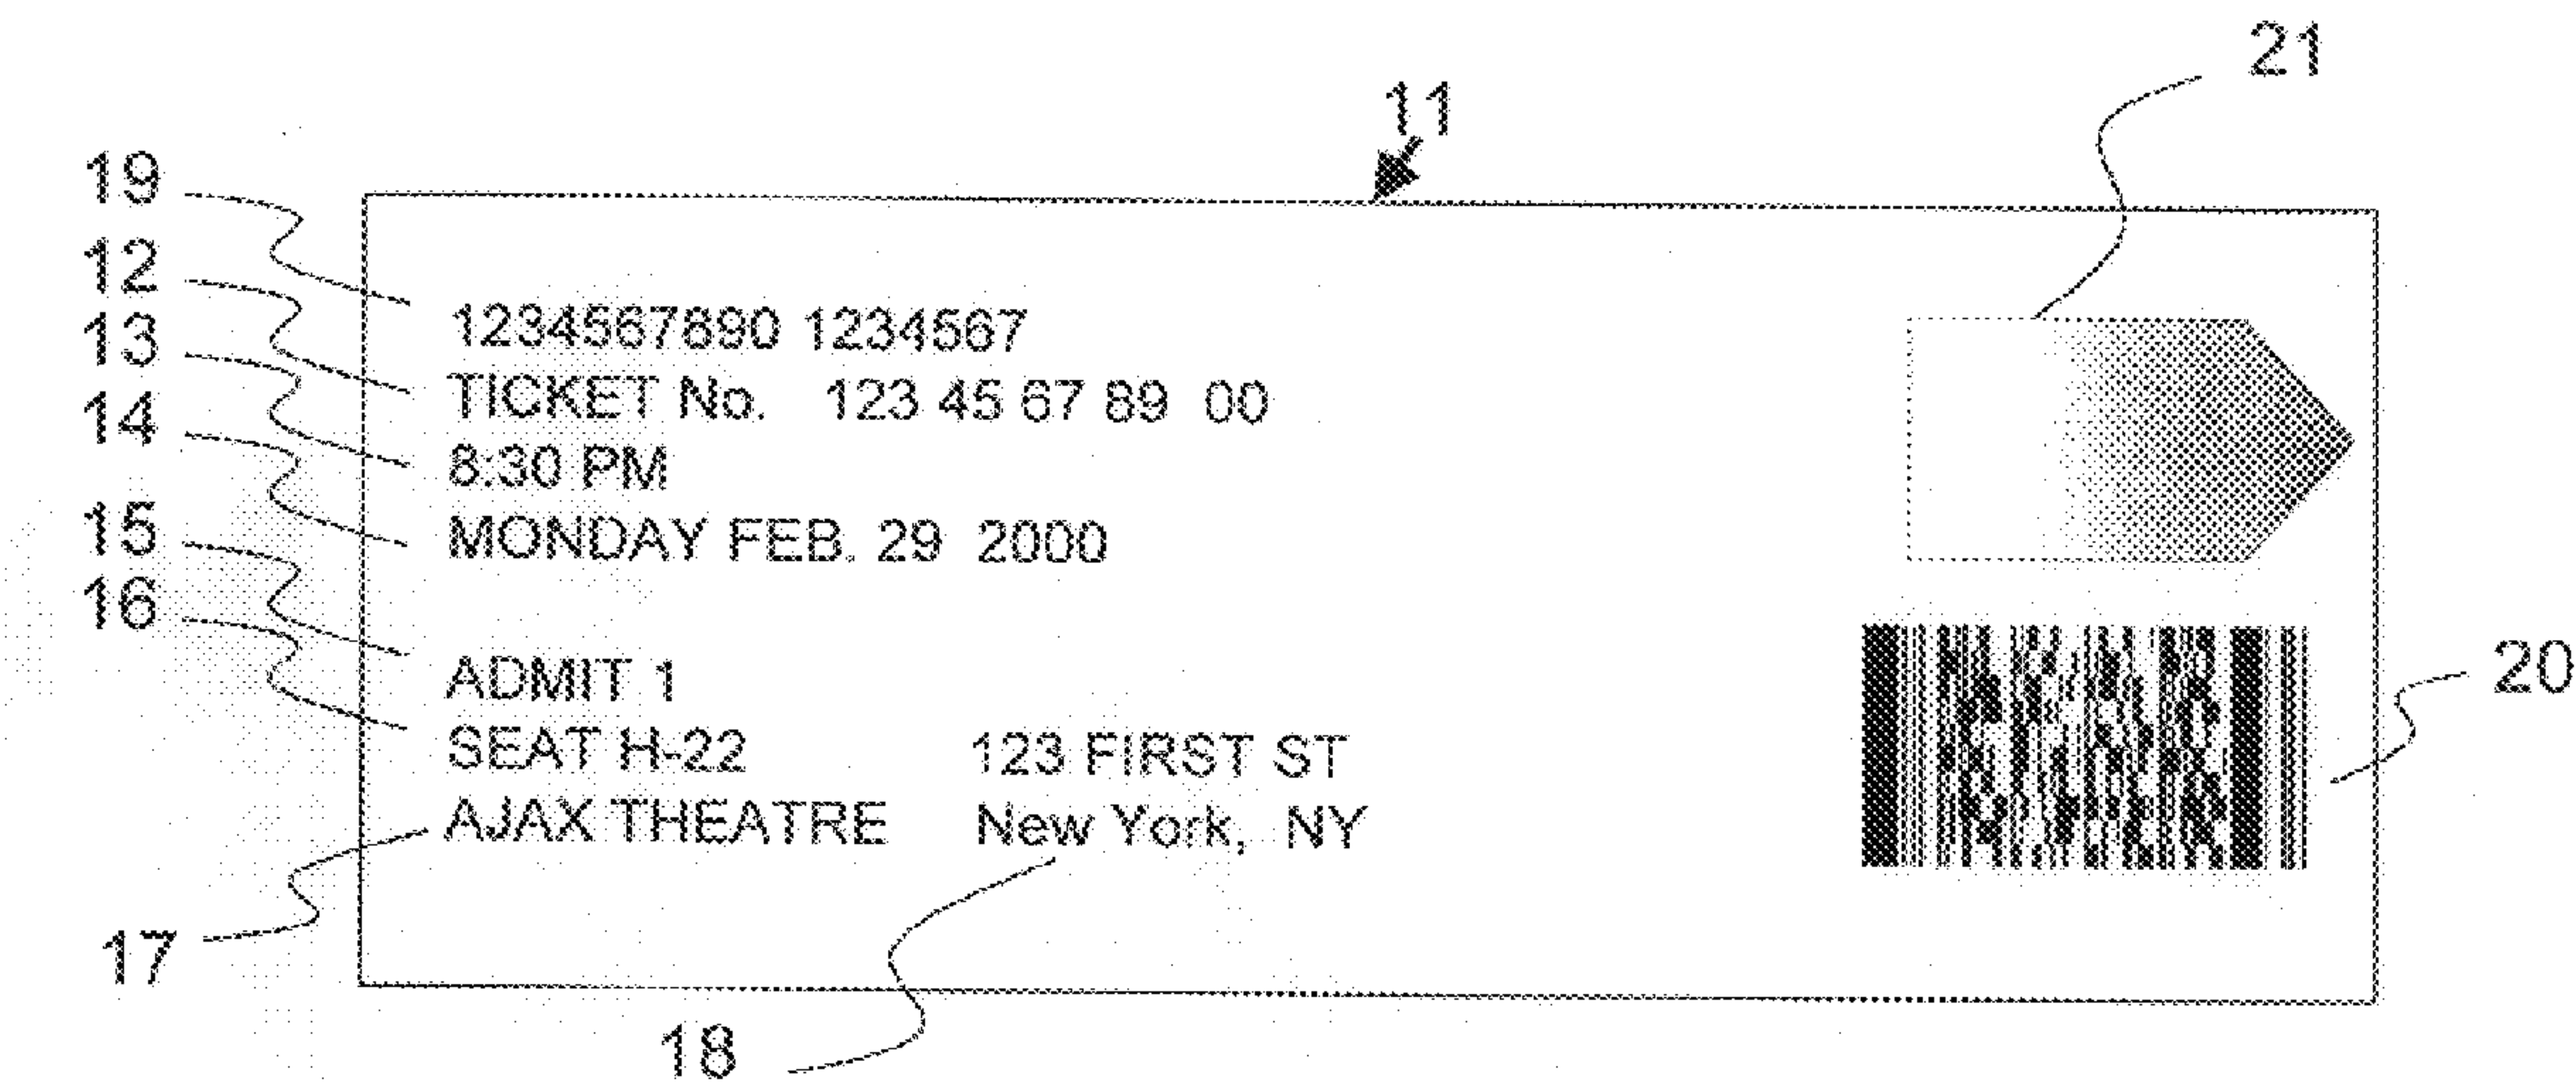 21
11
19
12
13
14
15
16
17
18
20
1234567890 1234567
TICKET No. 123 45 67 89 00
8:30 PM
MONDAY FEB. 29 2000
ADMIT 1
SEAT H-22 123 FIRST ST
AJAX THEATRE New York, NY